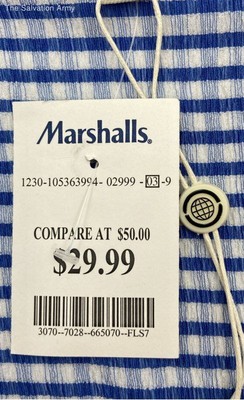 The Salvation Army
Marshalls.
1230-105363994- 02999 -03-9
COMPARE AT $50.00
$29.99
3070--7028--665070--FLS7